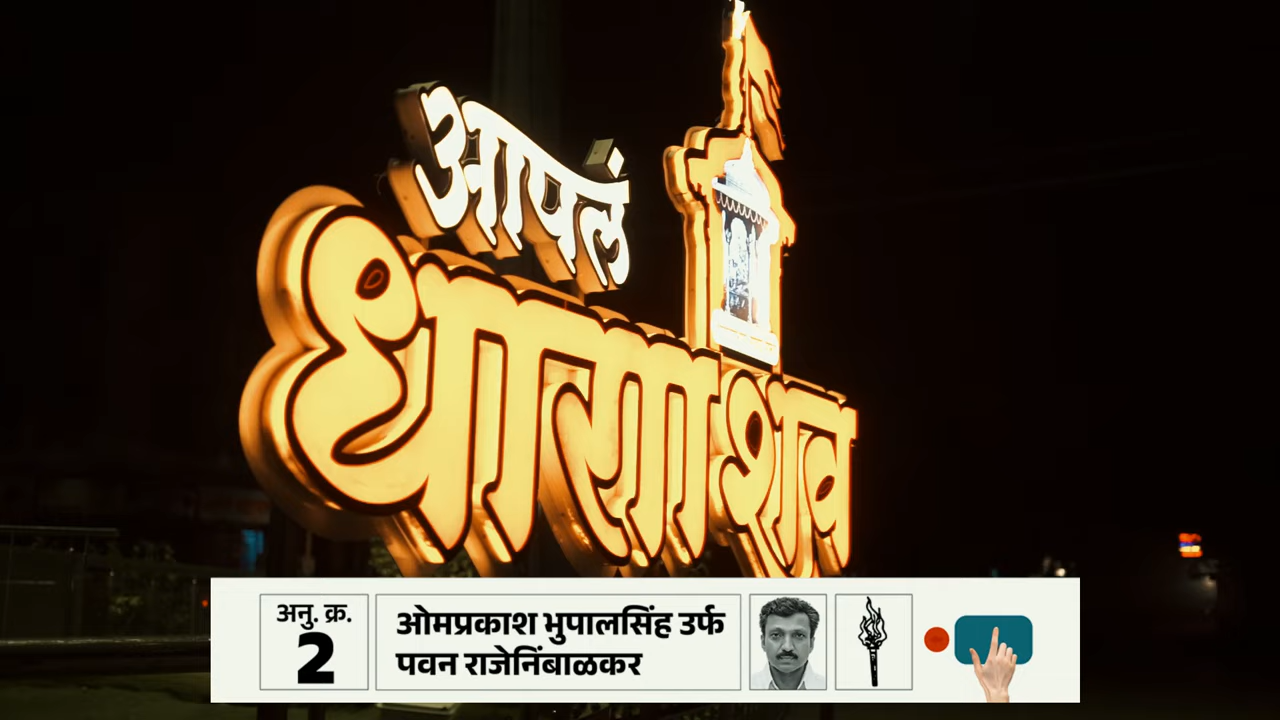 आपलं
धाराशिव
अनु. क्र.
2
ओमप्रकाश भुपालसिंह उर्फ
पवन राजेनिंबाळकर